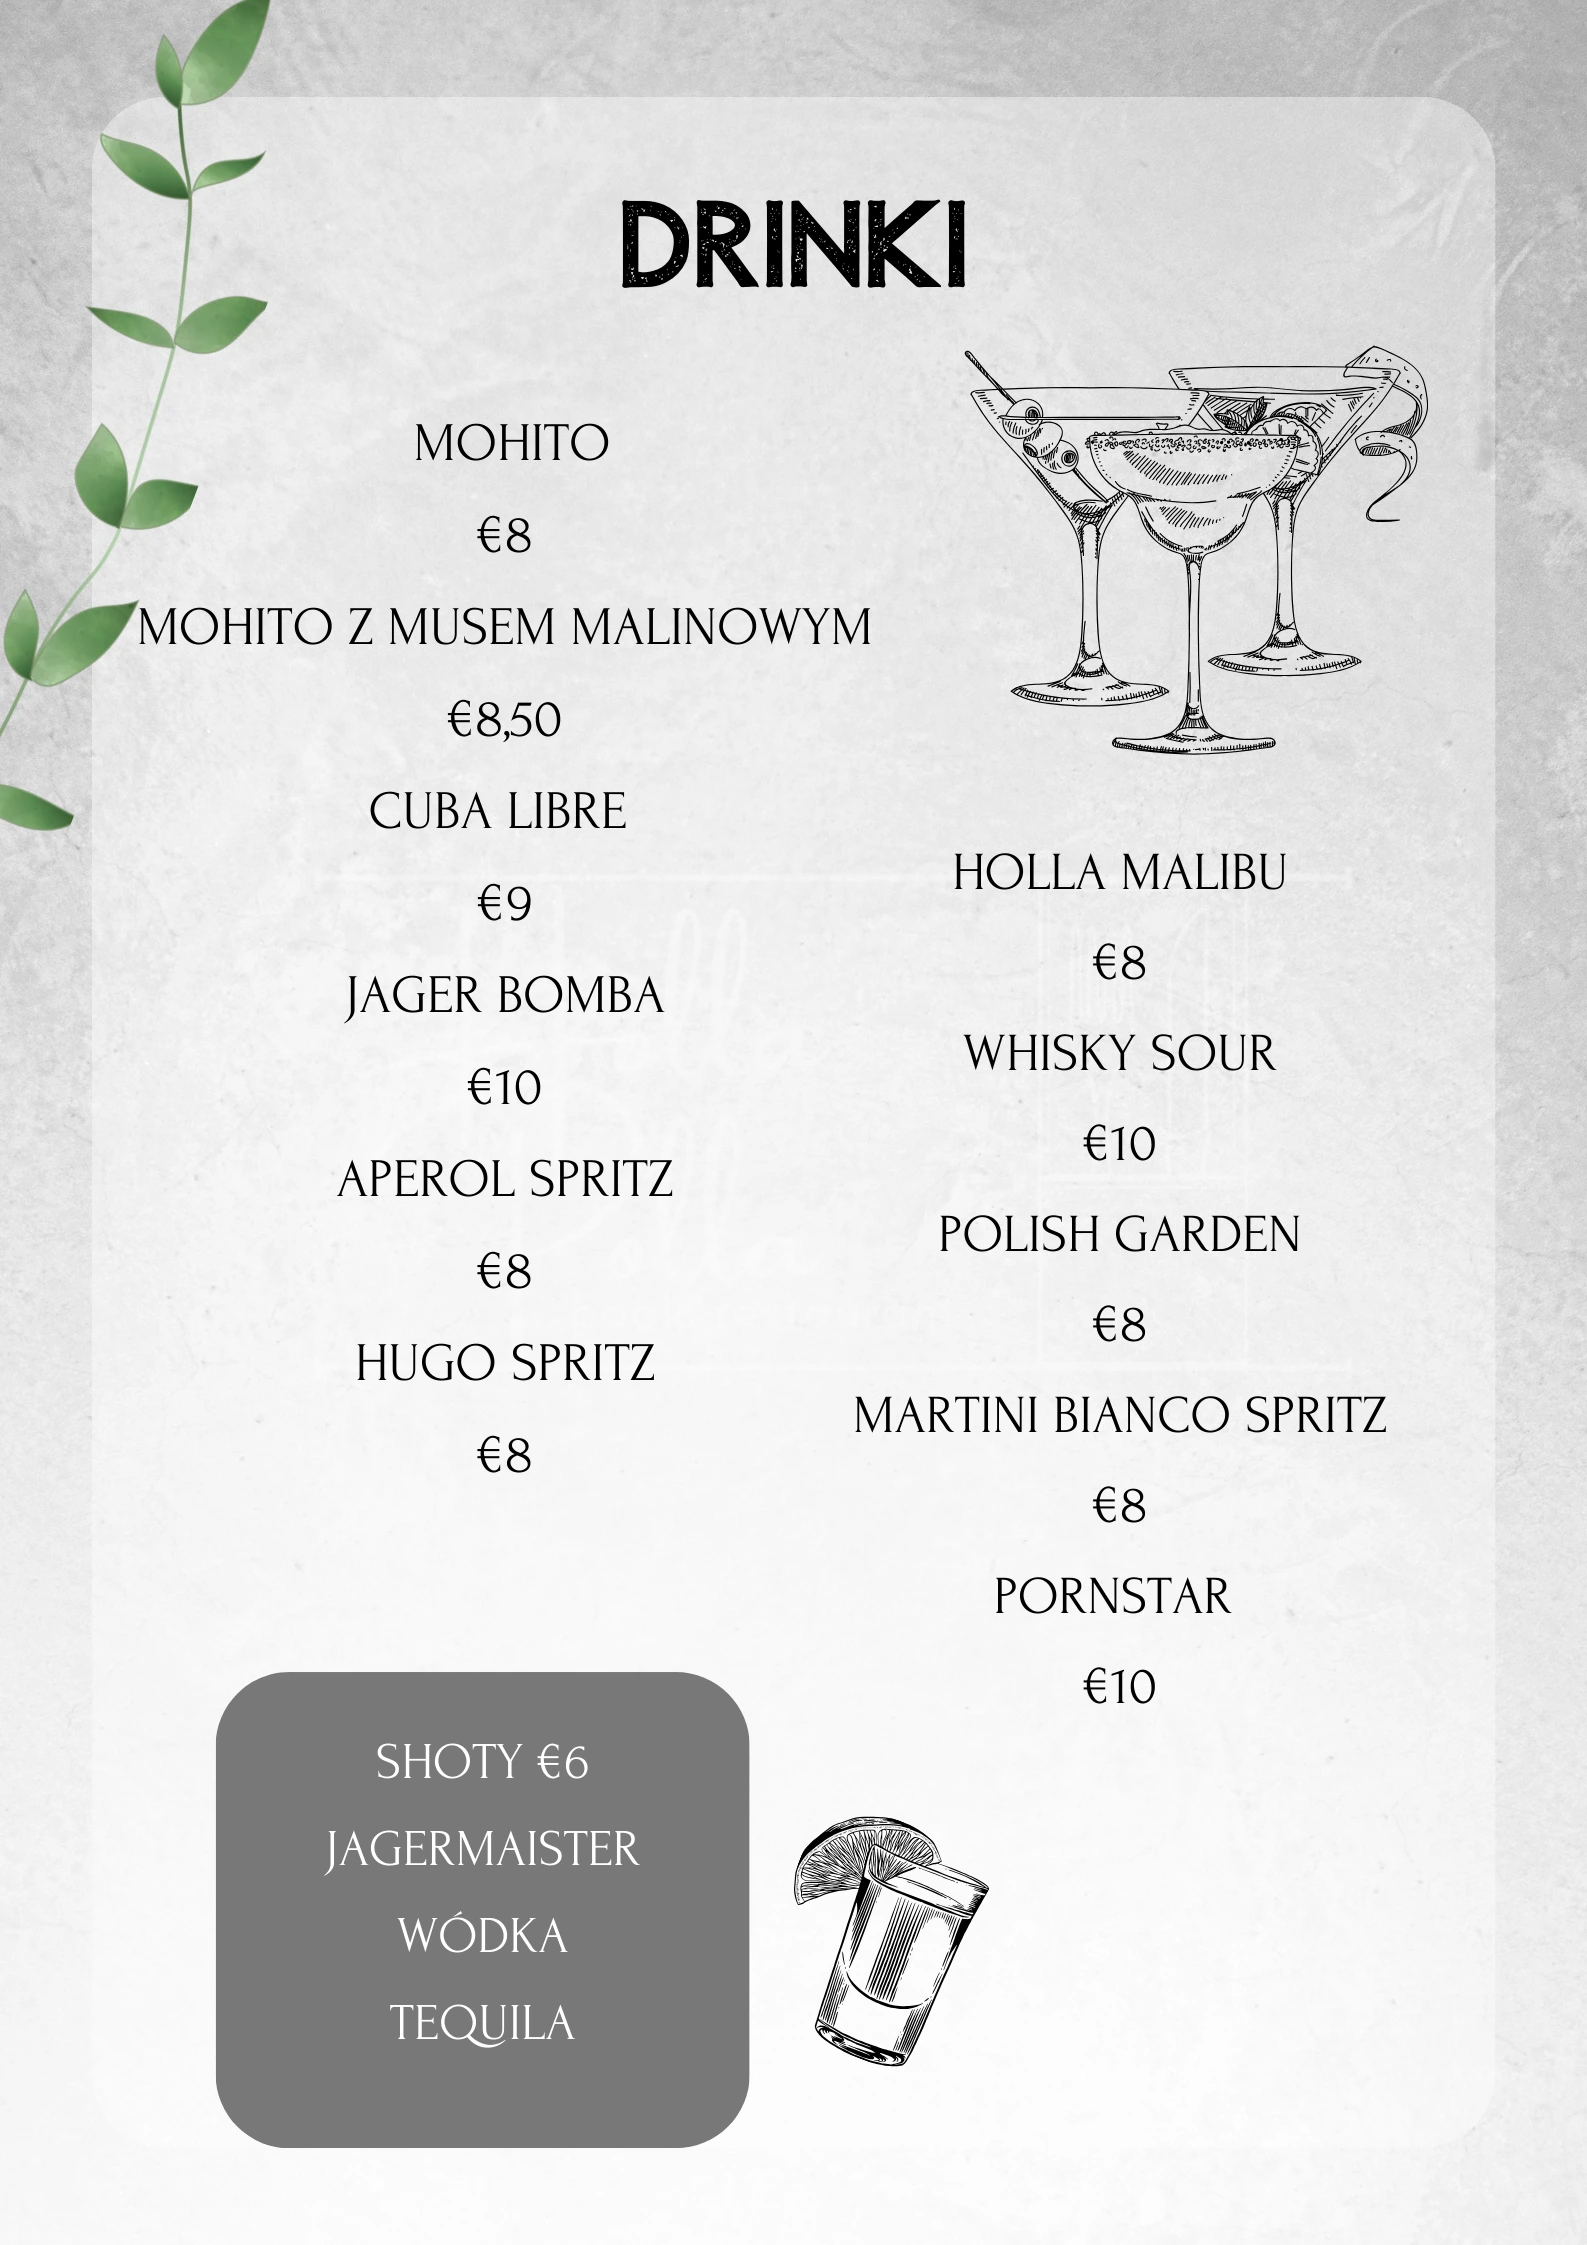 DRINKI
MOHITO
€8
MOHITO Z MUSEM MALINOWYM
€8,50
CUBA LIBRE
€9
JAGER BOMBA
€10
APEROL SPRITZ
€8
HUGO SPRITZ
€8
HOLLA MALIBU
€8
WHISKY SOUR
€10
POLISH GARDEN
€8
MARTINI BIANCO SPRITZ
€8
PORNSTAR
€10
SHOTY €6
JAGERMAISTER
WÓDKA
TEQUILA